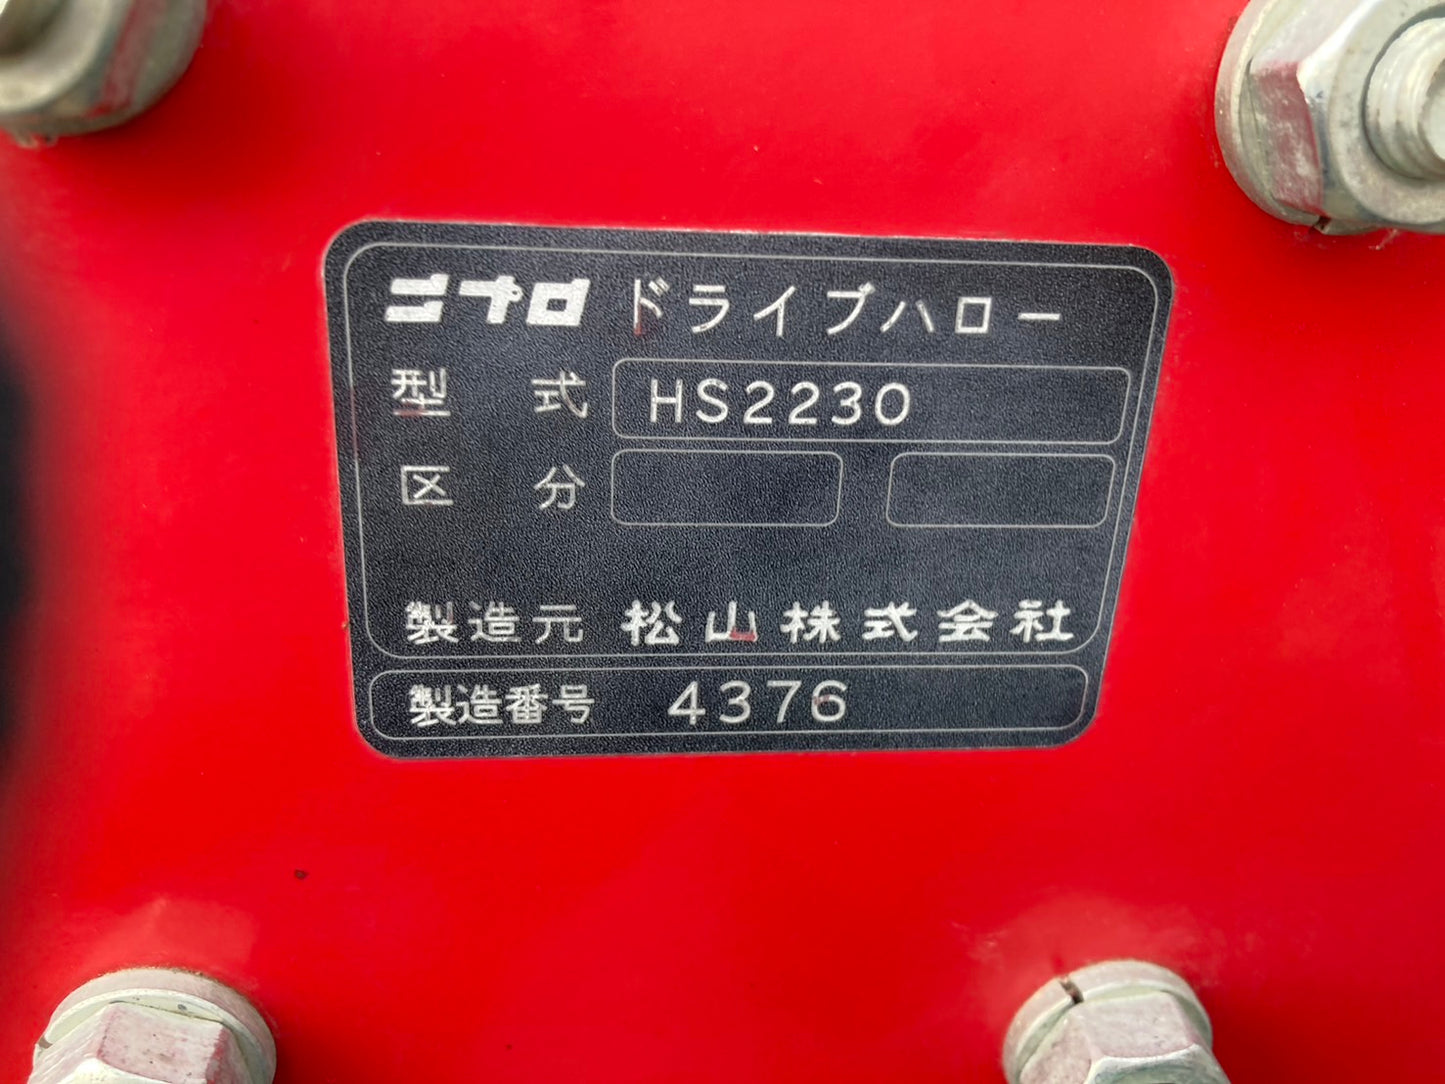 ニプロ ドライブハロー
型式 HS2230
区分
製造元 松山株式会社
製造番号 4376